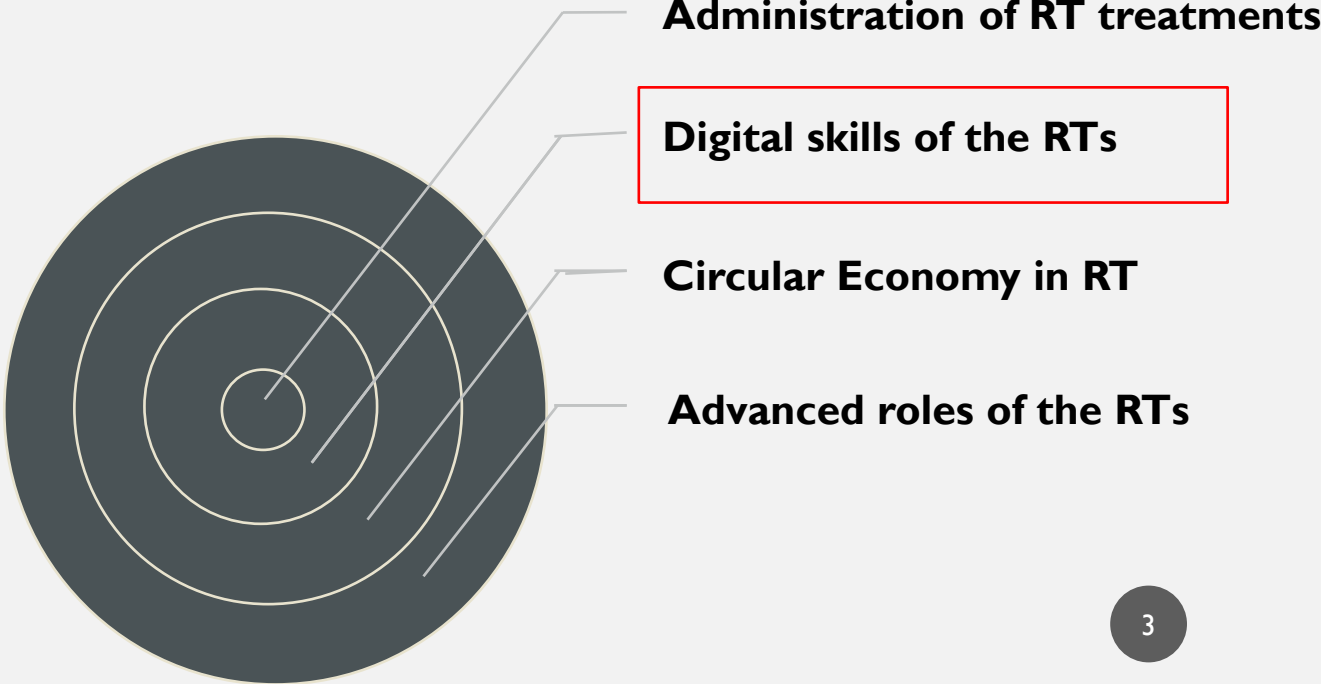 Administration of RT treatments
Digital skills of the RTs
Circular Economy in RT
Advanced roles of the RTs
3